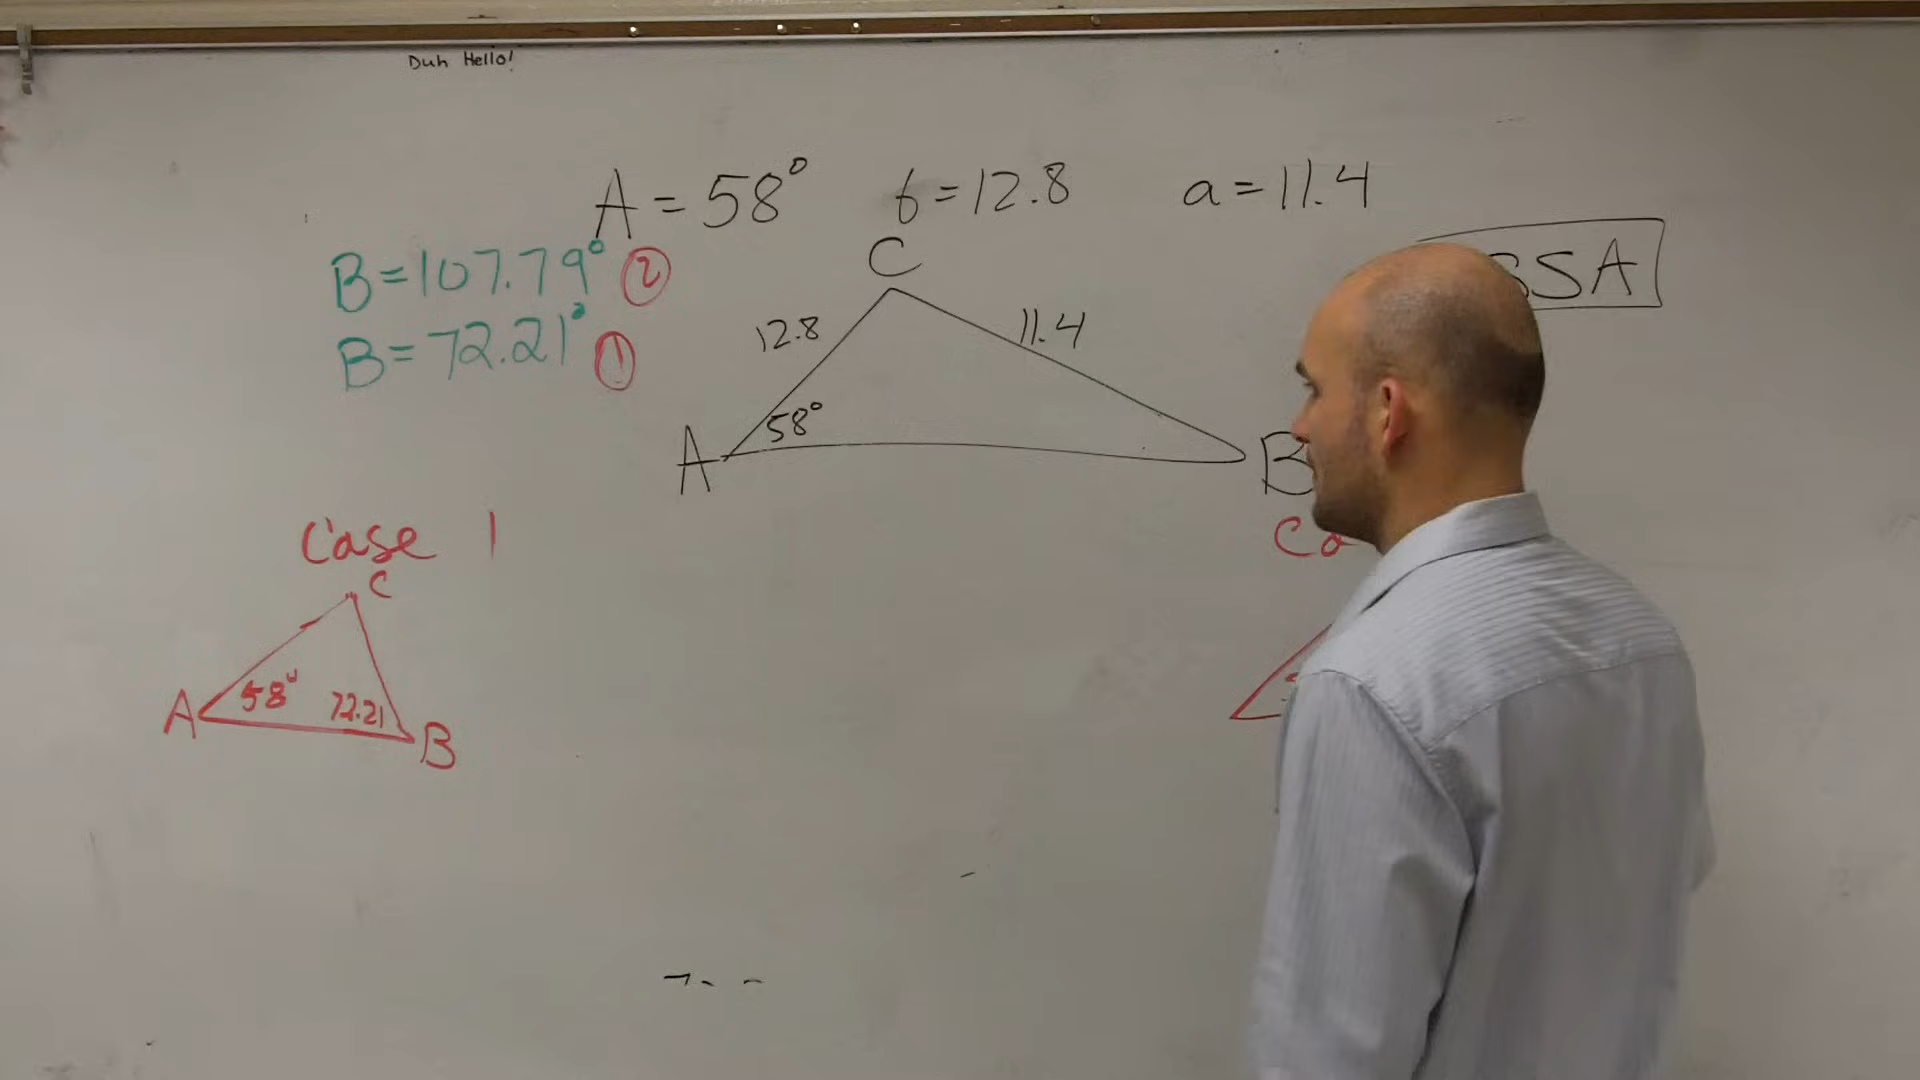 Duh Hello!
A = 58° b = 12.8 a = 11.4
B = 107.79° ②
B = 72.21° ①
SSA
C
12.8 11.4
58°
A B
Case 1
C
58° 72.21
A B